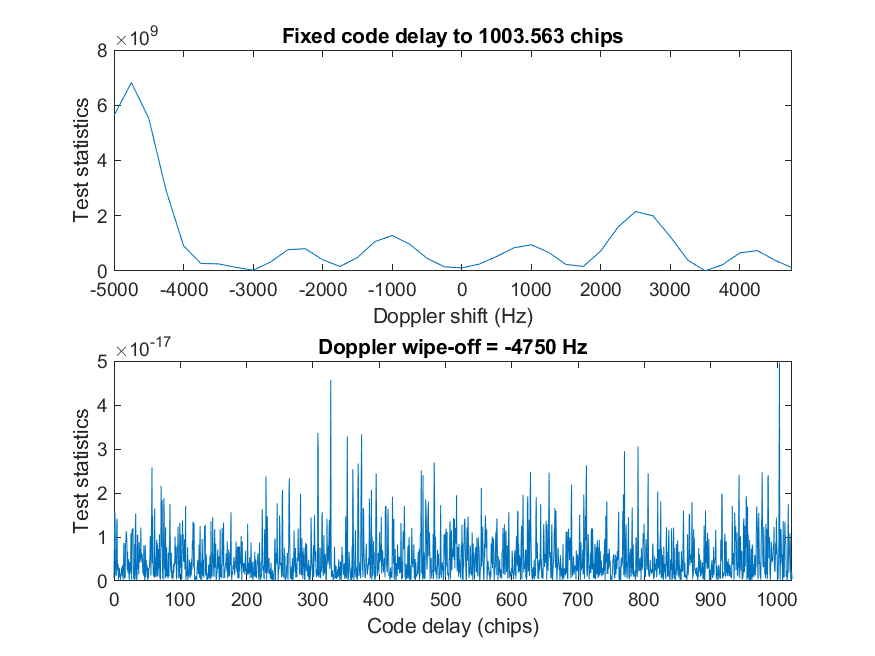 Fixed code delay to 1003.563 chips
×10^9
8
6
4
2
0
Test statistics
-5000 -4000 -3000 -2000 -1000 0 1000 2000 3000 4000
Doppler shift (Hz)
Doppler wipe-off = -4750 Hz
×10^-17
5
4
3
2
1
0
Test statistics
0 100 200 300 400 500 600 700 800 900 1000
Code delay (chips)